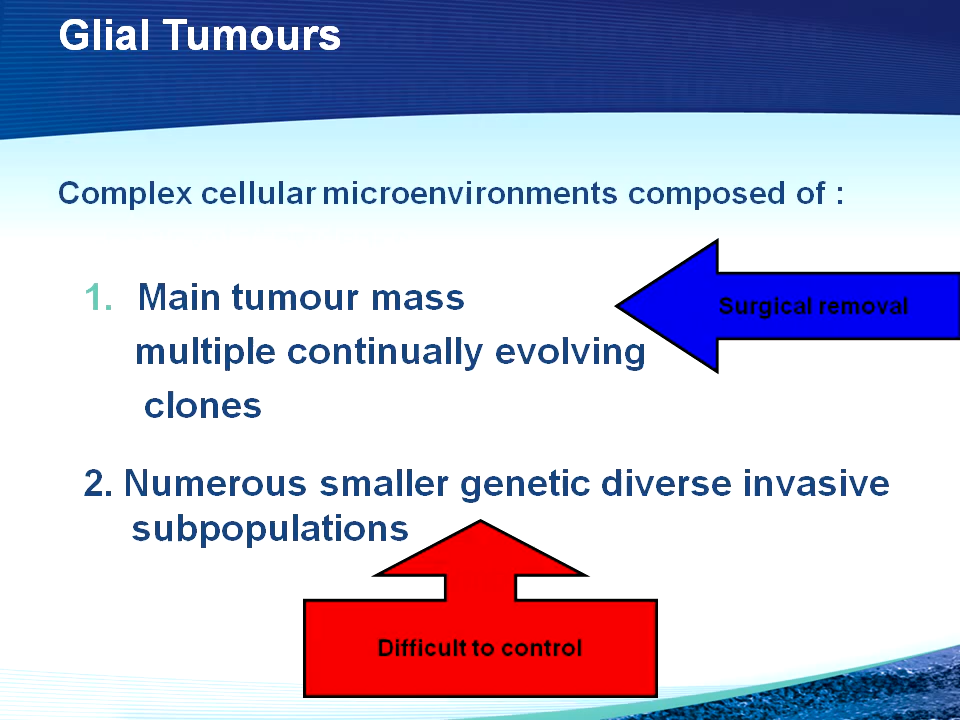 Glial Tumours
Complex cellular microenvironments composed of :
1. Main tumour mass
Surgical removal
multiple continually evolving
clones
2. Numerous smaller genetic diverse invasive
subpopulations
Difficult to control